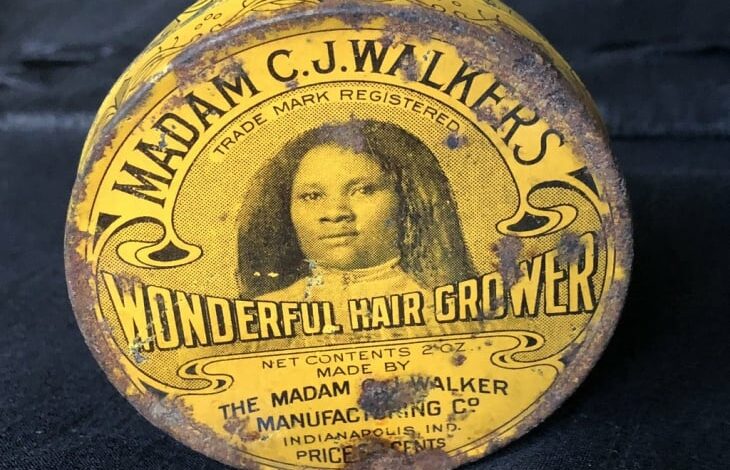 MADAM C.J. WALKERS
TRADE MARK REGISTERED
WONDERFUL HAIR GROWER
NET CONTENTS 2 OZ.
MADE BY
THE MADAM C.J. WALKER
MANUFACTURING Co
INDIANAPOLIS, IND.
PRICE CENTS